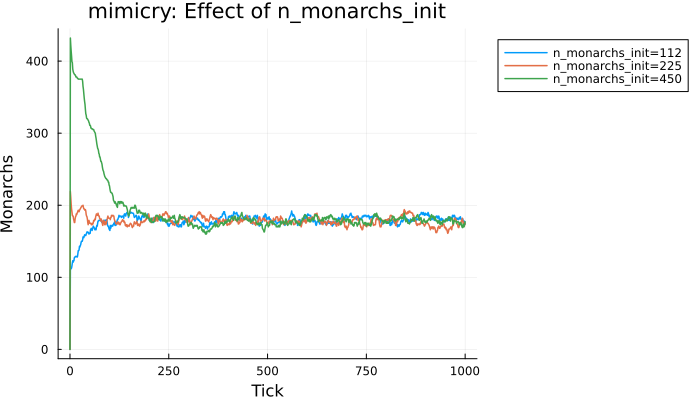 mimicry: Effect of n_monarchs_init
n_monarchs_init=112
n_monarchs_init=225
n_monarchs_init=450
Monarchs
400
300
200
100
0
0 250 500 750 1000
Tick